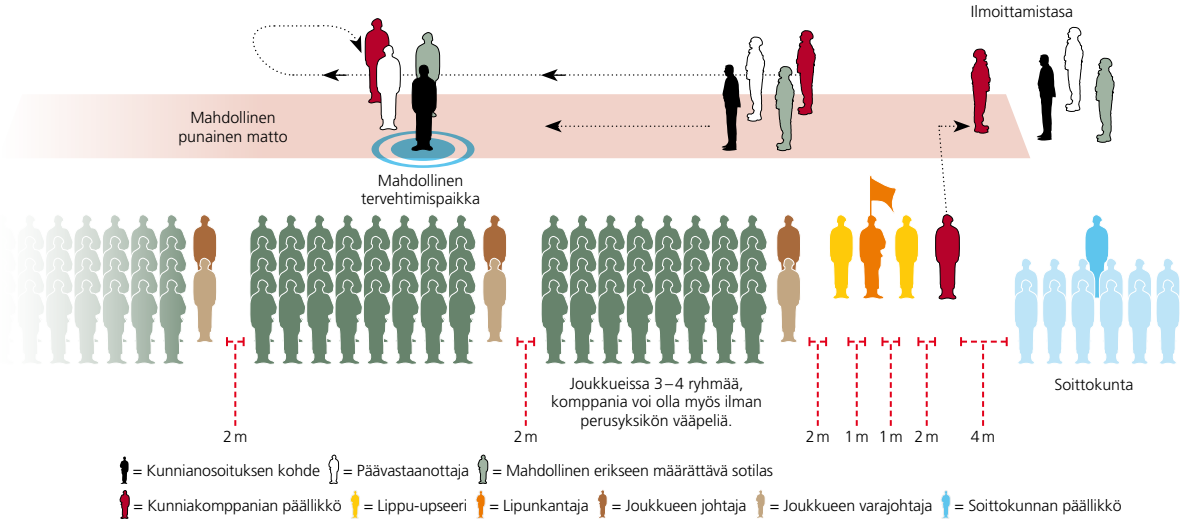 Ilmoittamistasa
Mahdollinen
punainen matto
Mahdollinen
tervehtimispaikka
Joukkueissa 3–4 ryhmää,
komppania voi olla myös ilman
perusyksikön vääpeliä.
Soittokunta
2 m
2 m
2 m
1 m
1 m
2 m
4 m
= Kunnianosoituksen kohde = Päävastaanottaja = Mahdollinen erikseen määrättävä sotilas
= Kunniakomppanian päällikkö = Lippu-upseeri = Lipunkantaja = Joukkueen johtaja = Joukkueen varajohtaja = Soittokunnan päällikkö